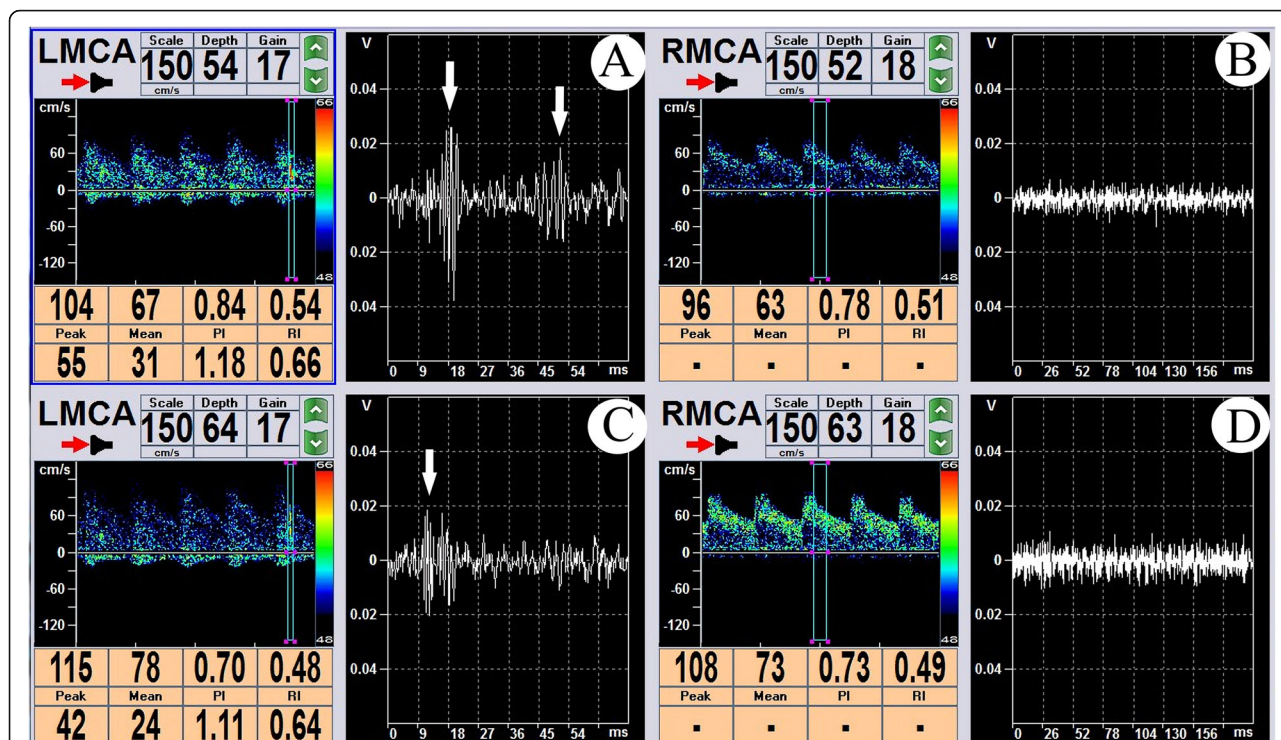 LMCA
Scale Depth Gain
150 54 17
cm/s
cm/s
66
60
0
-60
-120
48
104 67 0.84 0.54
Peak Mean PI RI
55 31 1.18 0.66
A
V
0.04
0.02
0
0.02
0.04
0 9 18 27 36 45 54 ms
RMCA
Scale Depth Gain
150 52 18
cm/s
cm/s
66
60
0
-60
-120
48
96 63 0.78 0.51
Peak Mean PI RI
- - - -
B
V
0.04
0.02
0
0.02
0.04
0 26 52 78 104 130 156 ms
LMCA
Scale Depth Gain
150 64 17
cm/s
cm/s
66
60
0
-60
-120
48
115 78 0.70 0.48
Peak Mean PI RI
42 24 1.11 0.64
C
V
0.04
0.02
0
0.02
0.04
0 9 18 27 36 45 54 ms
RMCA
Scale Depth Gain
150 63 18
cm/s
cm/s
66
60
0
-60
-120
48
108 73 0.73 0.49
Peak Mean PI RI
- - - -
D
V
0.04
0.02
0
0.02
0.04
0 26 52 78 104 130 156 ms